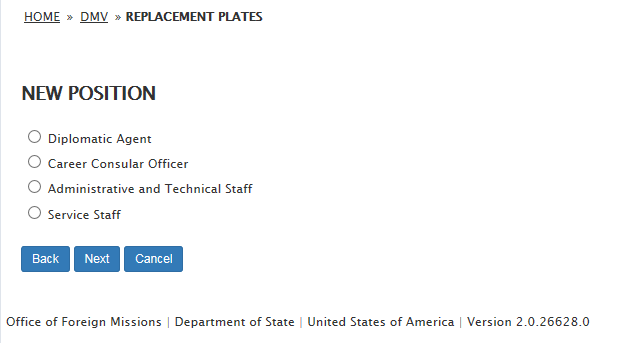 HOME » DMV » REPLACEMENT PLATES
NEW POSITION
Diplomatic Agent
Career Consular Officer
Administrative and Technical Staff
Service Staff
Back Next Cancel
Office of Foreign Missions | Department of State | United States of America | Version 2.0.26628.0